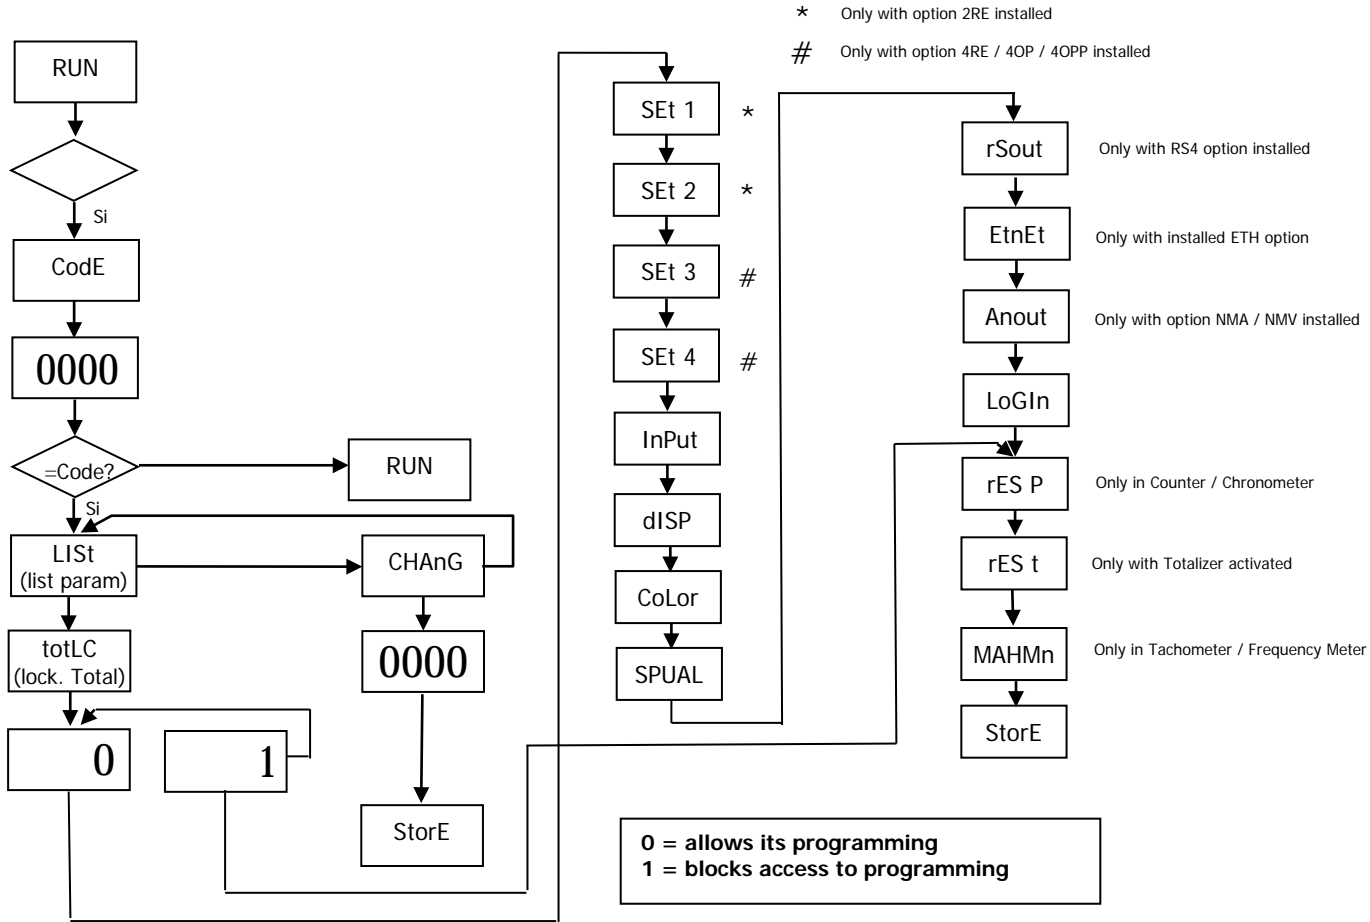 * Only with option 2RE installed
# Only with option 4RE / 4OP / 4OPP installed
RUN
Si
CodE
0000
=Code?
RUN
Si
LISt
(list param)
CHAnG
totLC
(lock. Total)
0000
0
1
StorE
SEt 1 *
SEt 2 *
SEt 3 #
SEt 4 #
InPut
dISP
CoLor
SPUAL
rSout Only with RS4 option installed
EtnEt Only with installed ETH option
Anout Only with option NMA / NMV installed
LoGIn
rES P Only in Counter / Chronometer
rES t Only with Totalizer activated
MAHMn Only in Tachometer / Frequency Meter
StorE
0 = allows its programming
1 = blocks access to programming